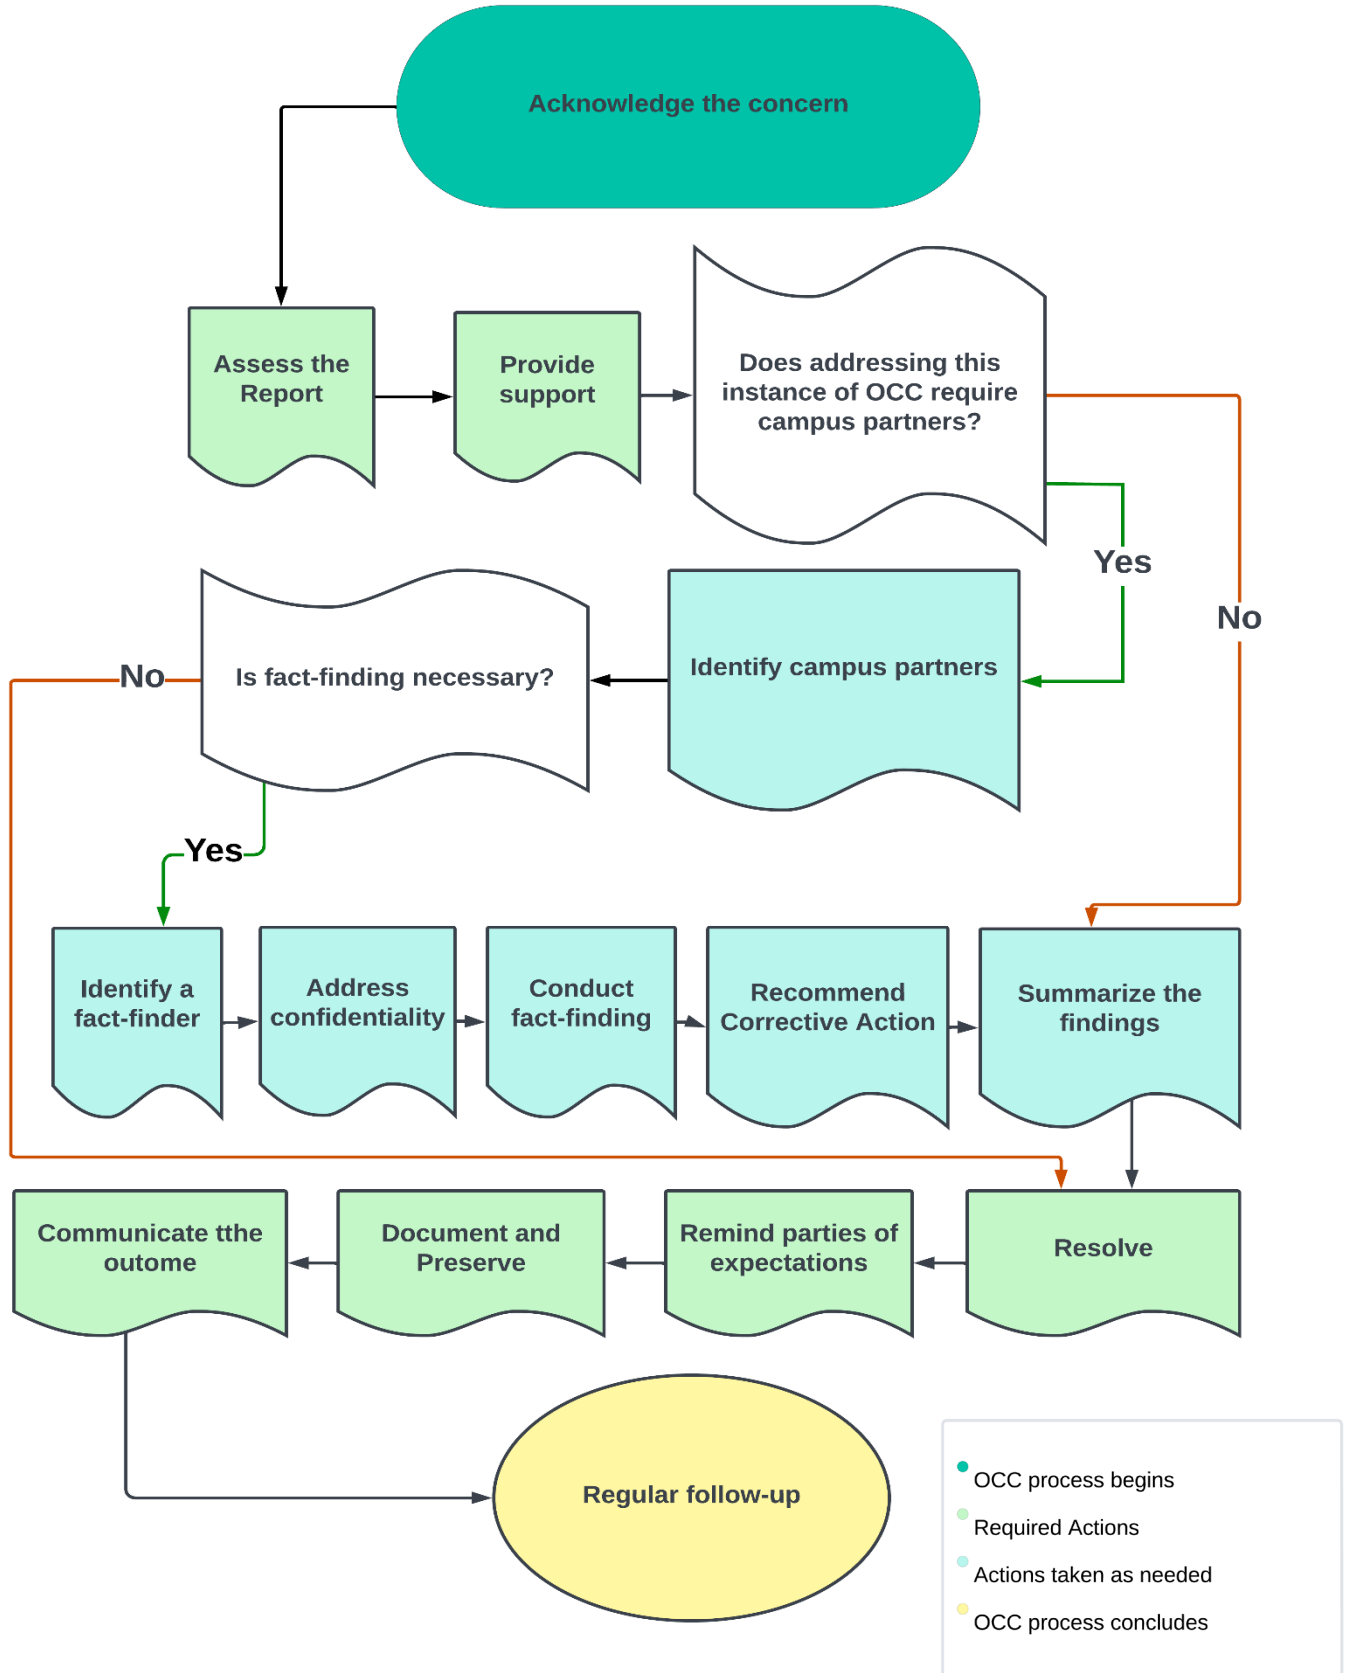 Acknowledge the concern
Assess the
Report
Provide
support
Does addressing this
instance of OCC require
campus partners?
Yes
No
Identify campus partners
Is fact-finding necessary?
No
Yes
Identify a
fact-finder
Address
confidentiality
Conduct
fact-finding
Recommend
Corrective Action
Summarize the
findings
Resolve
Remind parties of
expectations
Document and
Preserve
Communicate tthe
outome
Regular follow-up
OCC process begins
Required Actions
Actions taken as needed
OCC process concludes